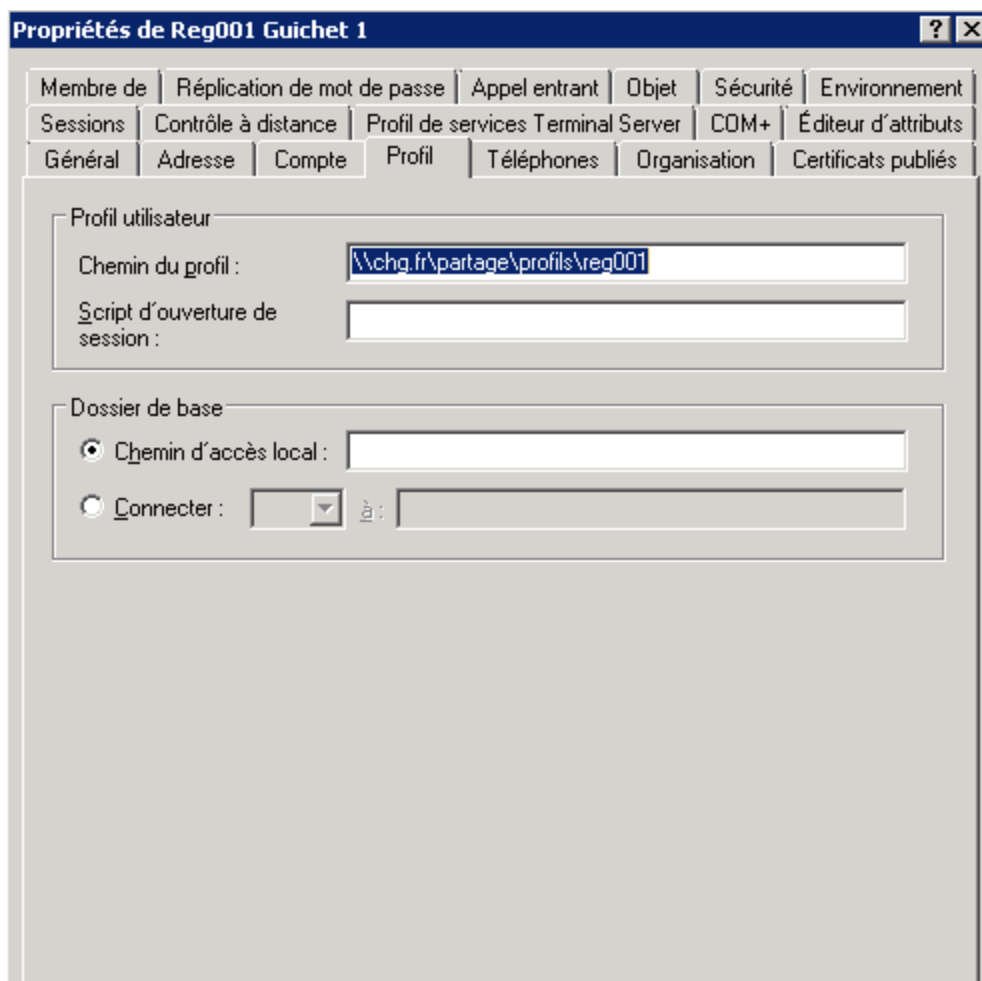 Propriétés de Reg001 Guichet 1
Membre de Réplication de mot de passe Appel entrant Objet Sécurité Environnement
Sessions Contrôle à distance Profil de services Terminal Server COM+ Éditeur d´attributs
Général Adresse Compte Profil Téléphones Organisation Certificats publiés
Profil utilisateur
Chemin du profil : \\chg.fr\partage\profils\reg001
Script d´ouverture de
session :
Dossier de base
Chemin d´accès local :
Connecter : à :